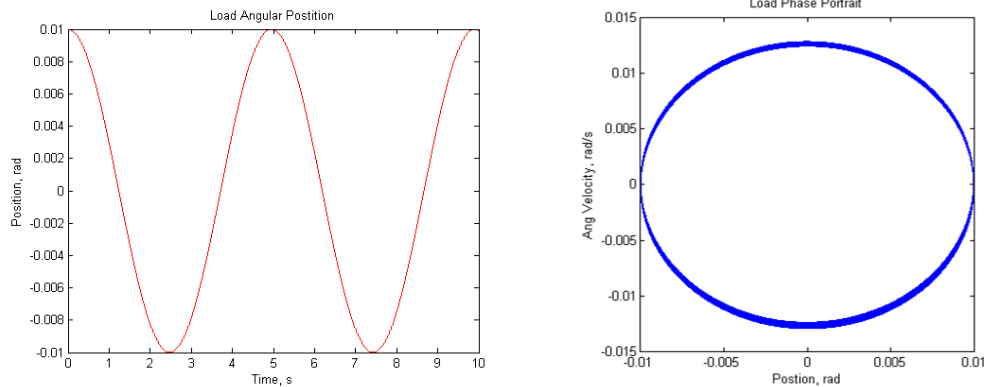 Load Angular Postition
0.01
0.008
0.006
0.004
0.002
0
-0.002
-0.004
-0.006
-0.008
-0.01
Position, rad
0 1 2 3 4 5 6 7 8 9 10
Time, s
Load Phase Portrait
0.015
0.01
0.005
0
-0.005
-0.01
-0.015
Ang Velocity, rad/s
-0.01 -0.005 0 0.005 0.01
Postion, rad